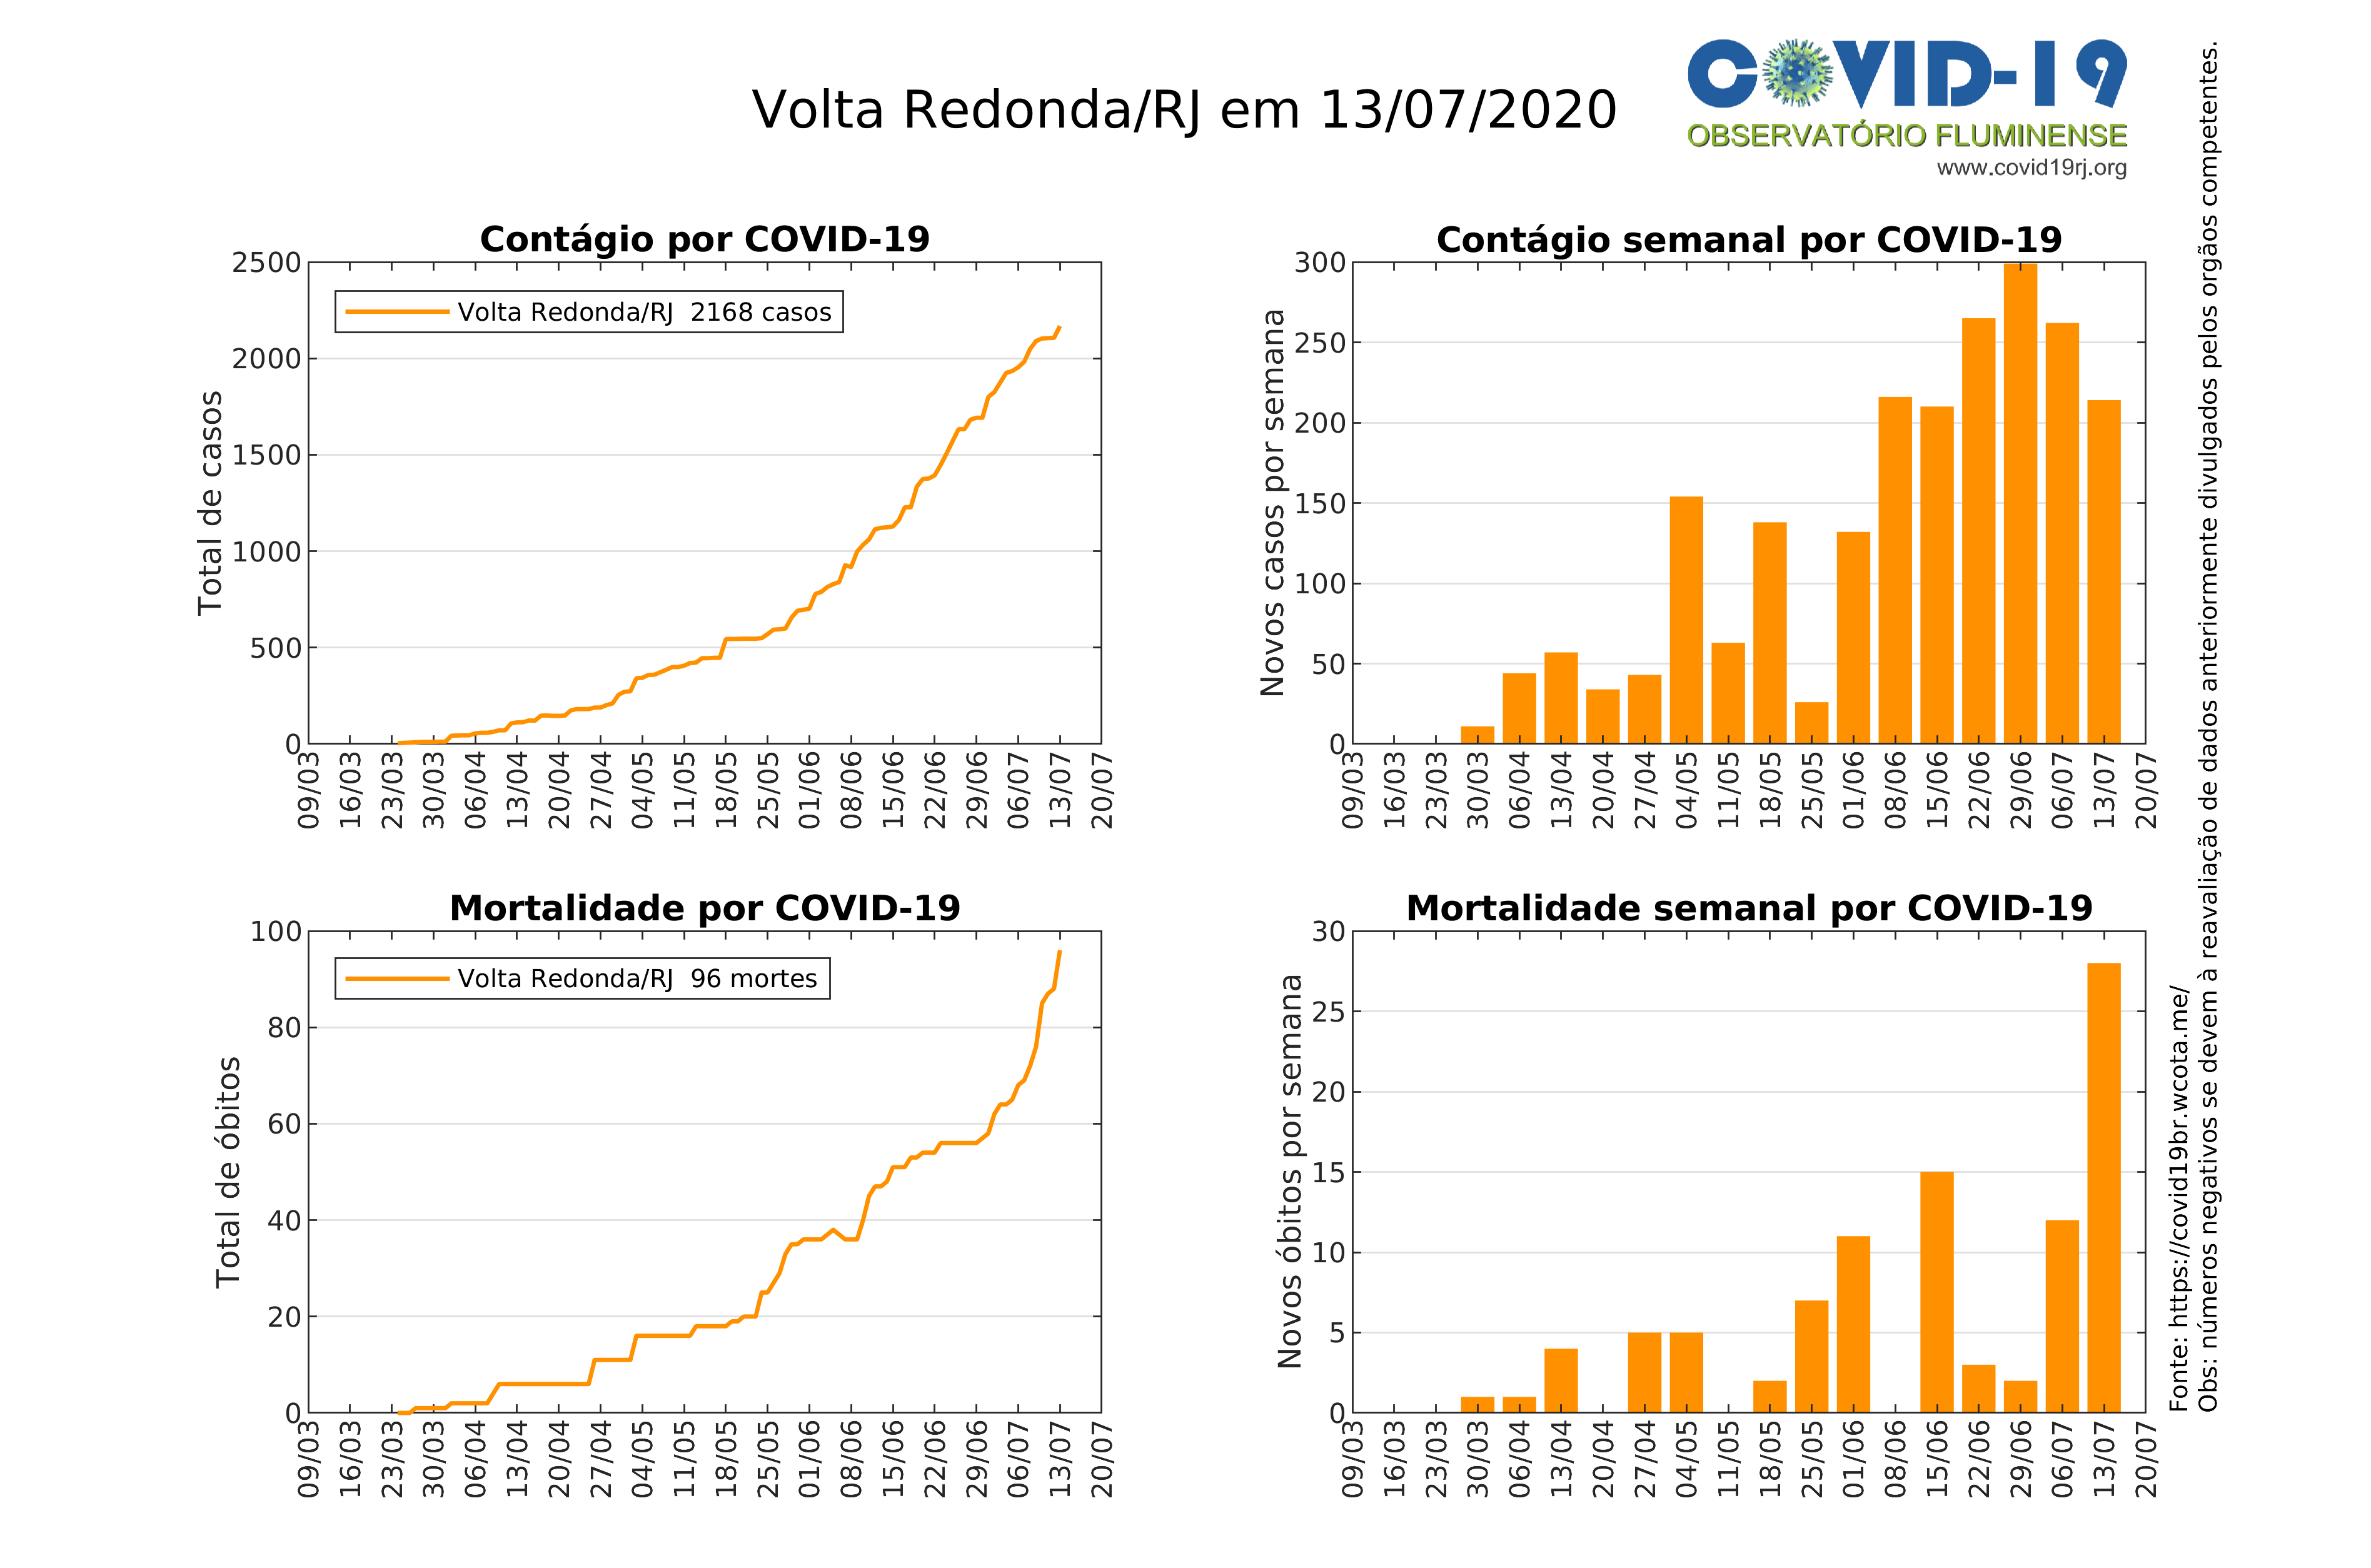 Volta Redonda/RJ em 13/07/2020
COVID-19
OBSERVATÓRIO FLUMINENSE
www.covid19rj.org
Contágio por COVID-19
Total de casos
2500
2000
1500
1000
500
0
Volta Redonda/RJ 2168 casos
09/03 16/03 23/03 30/03 06/04 13/04 20/04 27/04 04/05 11/05 18/05 25/05 01/06 08/06 15/06 22/06 29/06 06/07 13/07 20/07
Contágio semanal por COVID-19
Novos casos por semana
300
250
200
150
100
50
0
09/03 16/03 23/03 30/03 06/04 13/04 20/04 27/04 04/05 11/05 18/05 25/05 01/06 08/06 15/06 22/06 29/06 06/07 13/07 20/07
Mortalidade por COVID-19
Total de óbitos
100
80
60
40
20
0
Volta Redonda/RJ 96 mortes
09/03 16/03 23/03 30/03 06/04 13/04 20/04 27/04 04/05 11/05 18/05 25/05 01/06 08/06 15/06 22/06 29/06 06/07 13/07 20/07
Mortalidade semanal por COVID-19
Novos óbitos por semana
30
25
20
15
10
5
0
09/03 16/03 23/03 30/03 06/04 13/04 20/04 27/04 04/05 11/05 18/05 25/05 01/06 08/06 15/06 22/06 29/06 06/07 13/07 20/07
Fonte: https://covid19br.wcota.me/
Obs: números negativos se devem à reavaliação de dados anteriormente divulgados pelos orgãos competentes.